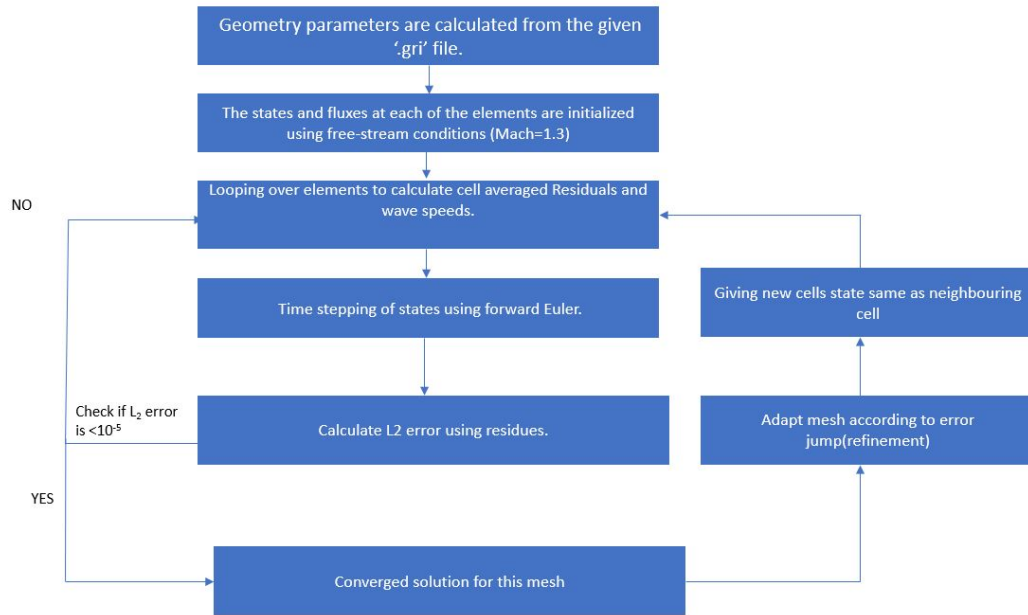 Geometry parameters are calculated from the given
‘.gri’ file.
The states and fluxes at each of the elements are initialized
using free-stream conditions (Mach=1.3)
Looping over elements to calculate cell averaged Residuals and
wave speeds.
NO
Time stepping of states using forward Euler.
Giving new cells state same as neighbouring
cell
Check if L₂ error
is <10⁻⁵
Calculate L2 error using residues.
Adapt mesh according to error
jump(refinement)
YES
Converged solution for this mesh